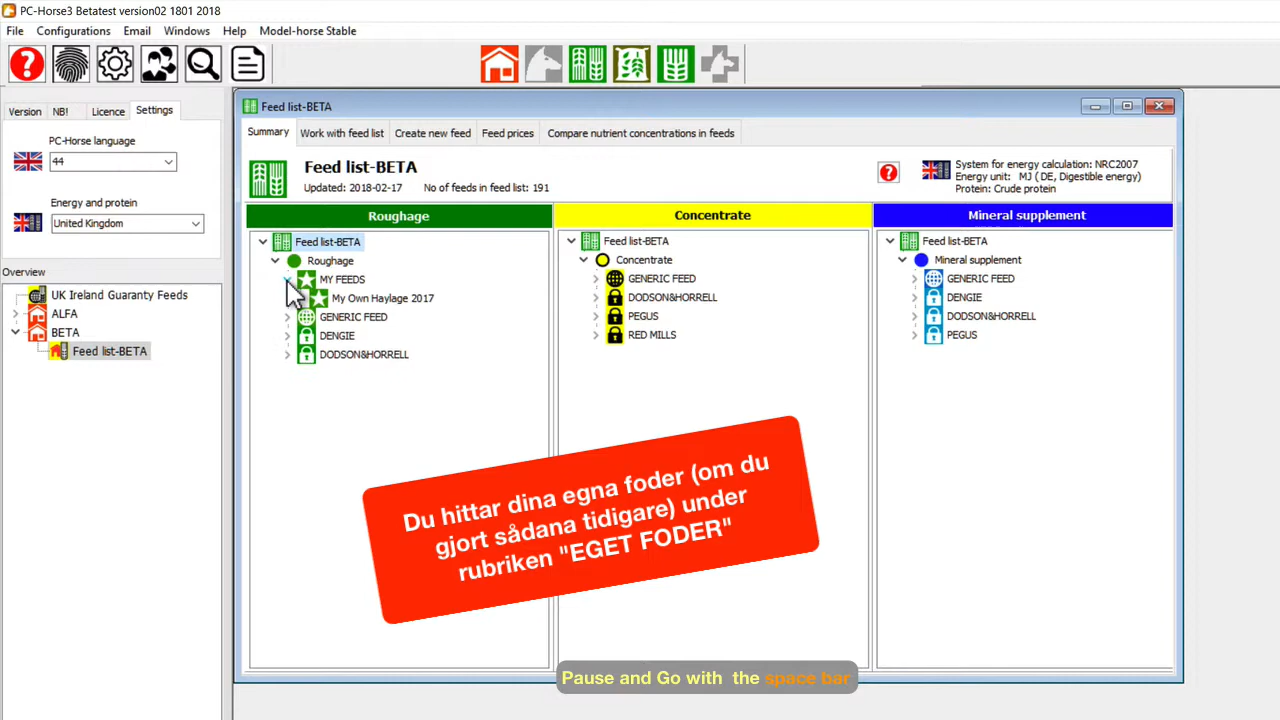 PC-Horse3 Betatest version02 1801 2018
File Configurations Email Windows Help Model-horse Stable
Version NB! Licence Settings
PC-Horse language
44
Energy and protein
United Kingdom
Overview
UK Ireland Guaranty Feeds
ALFA
BETA
Feed list-BETA
Feed list-BETA
Summary Work with feed list Create new feed Feed prices Compare nutrient concentrations in feeds
Feed list-BETA
Updated: 2018-02-17 No of feeds in feed list: 191
System for energy calculation: NRC2007
Energy unit: MJ ( DE, Digestible energy)
Protein: Crude protein
Roughage
Feed list-BETA
Roughage
MY FEEDS
My Own Haylage 2017
GENERIC FEED
DENGIE
DODSON&HORRELL
Concentrate
Feed list-BETA
Concentrate
GENERIC FEED
DODSON&HORRELL
PEGUS
RED MILLS
Mineral supplement
Feed list-BETA
Mineral supplement
GENERIC FEED
DENGIE
DODSON&HORRELL
PEGUS
Du hittar dina egna foder (om du
gjort sådana tidigare) under
rubriken "EGET FODER"
Pause and Go with the space bar